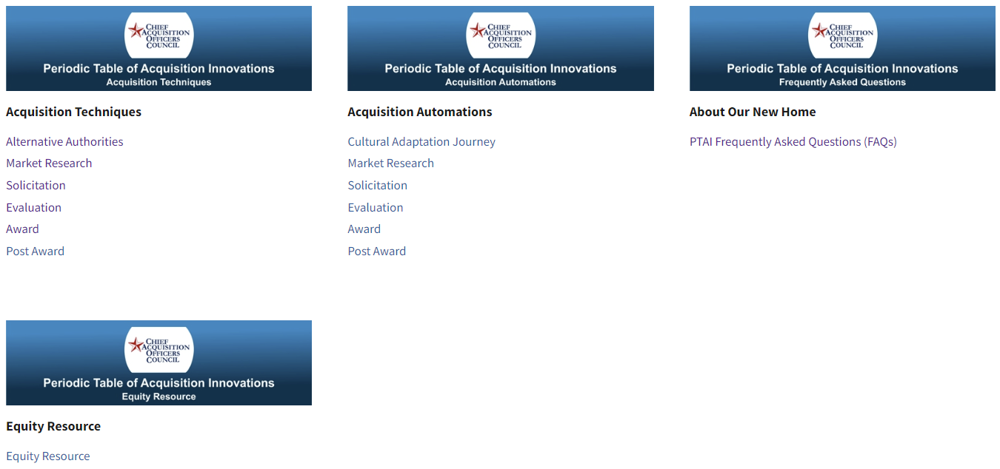 CHIEF
ACQUISITION
OFFICERS
COUNCIL
Periodic Table of Acquisition Innovations
Acquisition Techniques
Acquisition Techniques
Alternative Authorities
Market Research
Solicitation
Evaluation
Award
Post Award
CHIEF
ACQUISITION
OFFICERS
COUNCIL
Periodic Table of Acquisition Innovations
Acquisition Automations
Acquisition Automations
Cultural Adaptation Journey
Market Research
Solicitation
Evaluation
Award
Post Award
CHIEF
ACQUISITION
OFFICERS
COUNCIL
Periodic Table of Acquisition Innovations
Frequently Asked Questions
About Our New Home
PTAI Frequently Asked Questions (FAQs)
CHIEF
ACQUISITION
OFFICERS
COUNCIL
Periodic Table of Acquisition Innovations
Equity Resource
Equity Resource
Equity Resource